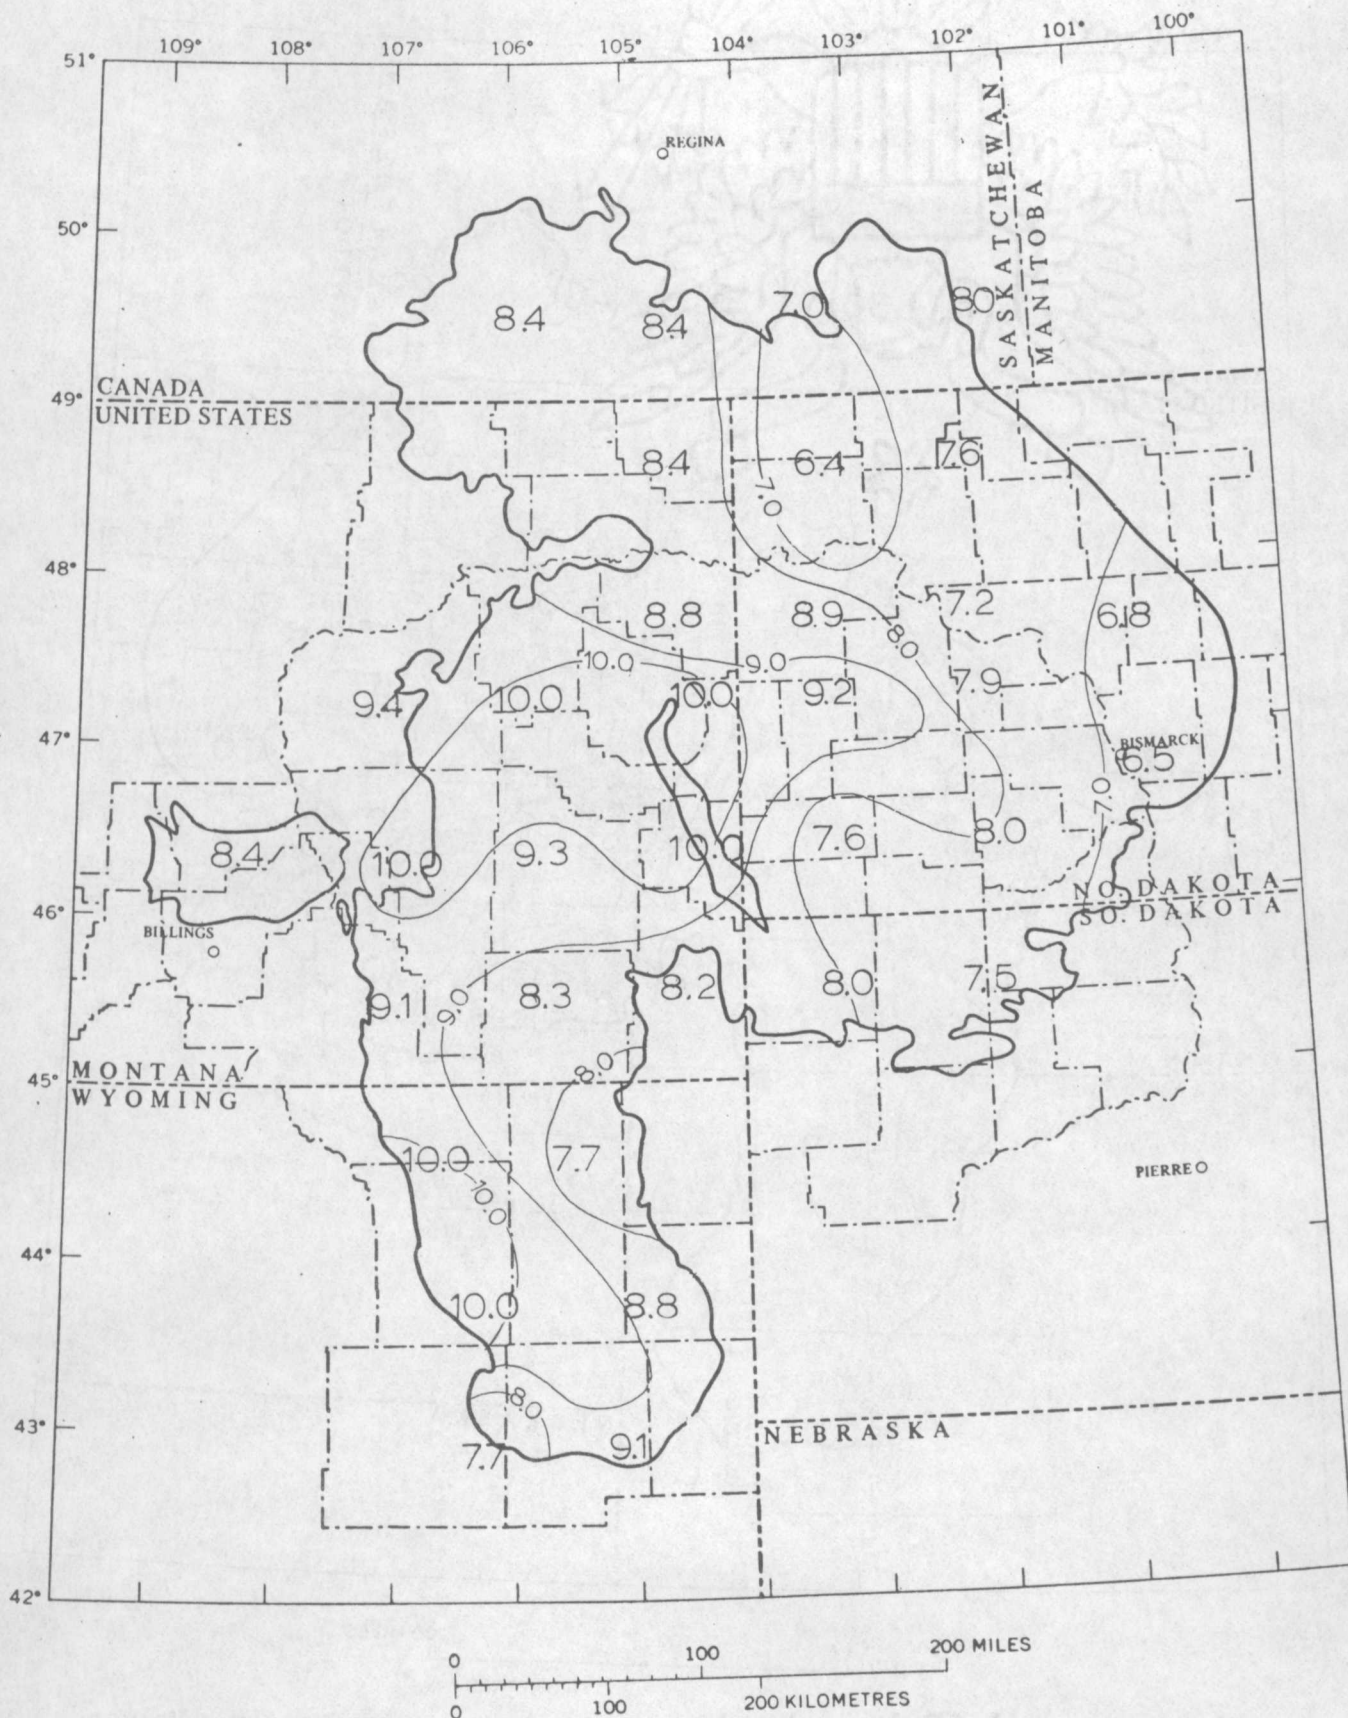 109° 108° 107° 106° 105° 104° 103° 102° 101° 100°
51°
SASKATCHEWAN
MANITOBA
REGINA
50°
7.0 8.0
8.4 8.4
CANADA
49°
UNITED STATES
8.4 6.4 7.6
7.0
48°
8.8 8.9 7.2 6.8
8.0
10.0 9.0
9.4 10.0 10.0 9.2 7.9
47°
BISMARCK
6.5
7.0
8.4 10.0 9.3 10.0 7.6 8.0
NO. DAKOTA
46°
SO. DAKOTA
BILLINGS
9.1 9.0 8.3 8.2 8.0 7.5
8.0
MONTANA
45°
WYOMING
10.0 7.7
PIERRE
10.0
44°
10.0 8.8
8.0
43°
NEBRASKA
7.7 9.1
42°
0 100 200 MILES
0 100 200 KILOMETRES